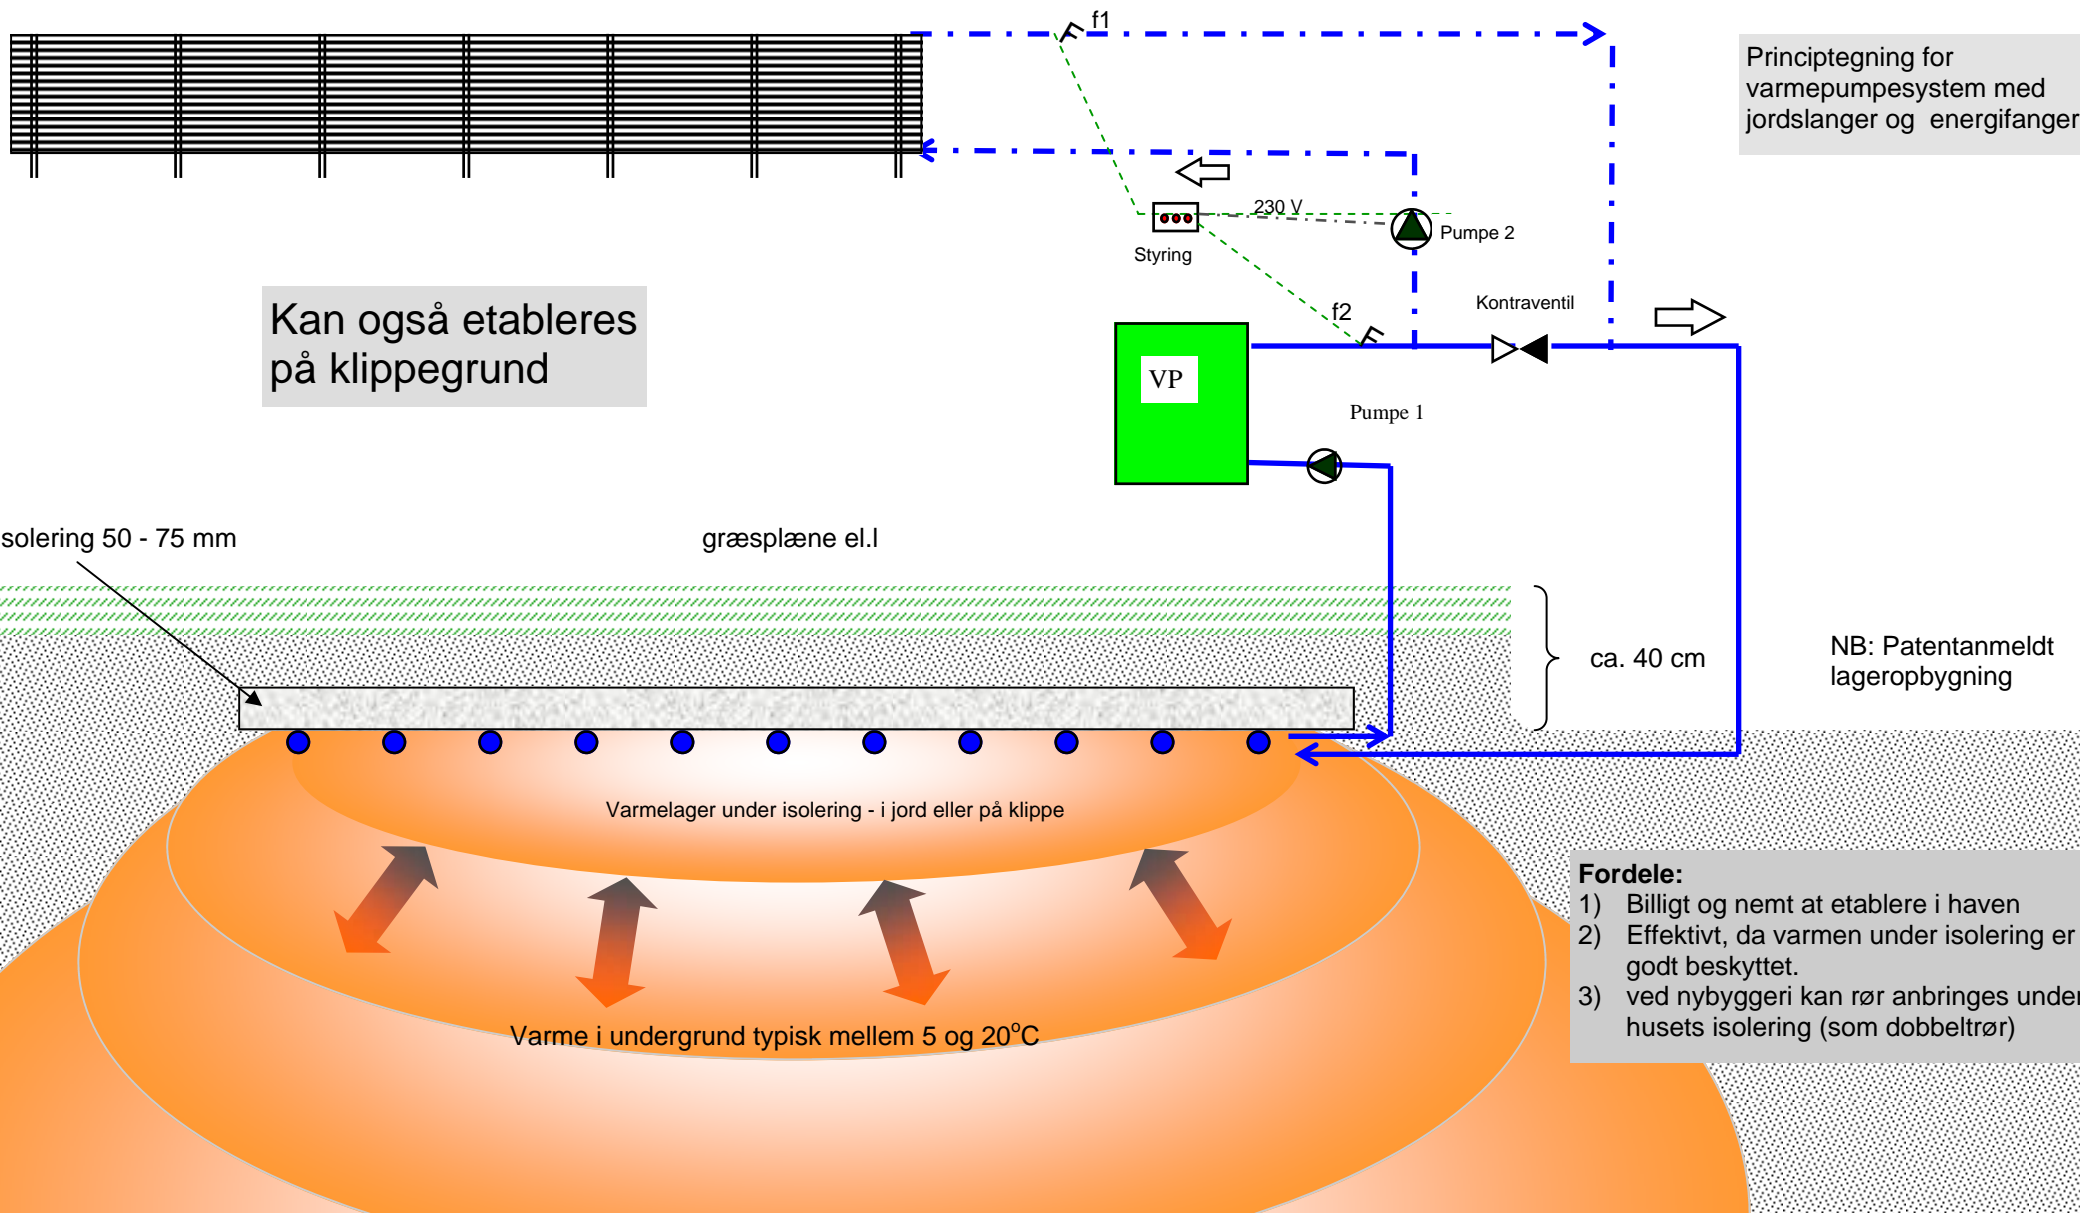 f1
Principtegning for
varmepumpesystem med
jordslanger og energifanger
230 V
Pumpe 2
Styring
Kan også etableres
på klippegrund
f2
Kontraventil
VP
Pumpe 1
solering 50 - 75 mm
græsplæne el.l
ca. 40 cm
NB: Patentanmeldt
lageropbygning
Varmelager under isolering - i jord eller på klippe
Fordele:
1) Billigt og nemt at etablere i haven
2) Effektivt, da varmen under isolering er
godt beskyttet.
3) ved nybyggeri kan rør anbringes under
husets isolering (som dobbeltrør)
Varme i undergrund typisk mellem 5 og 20°C